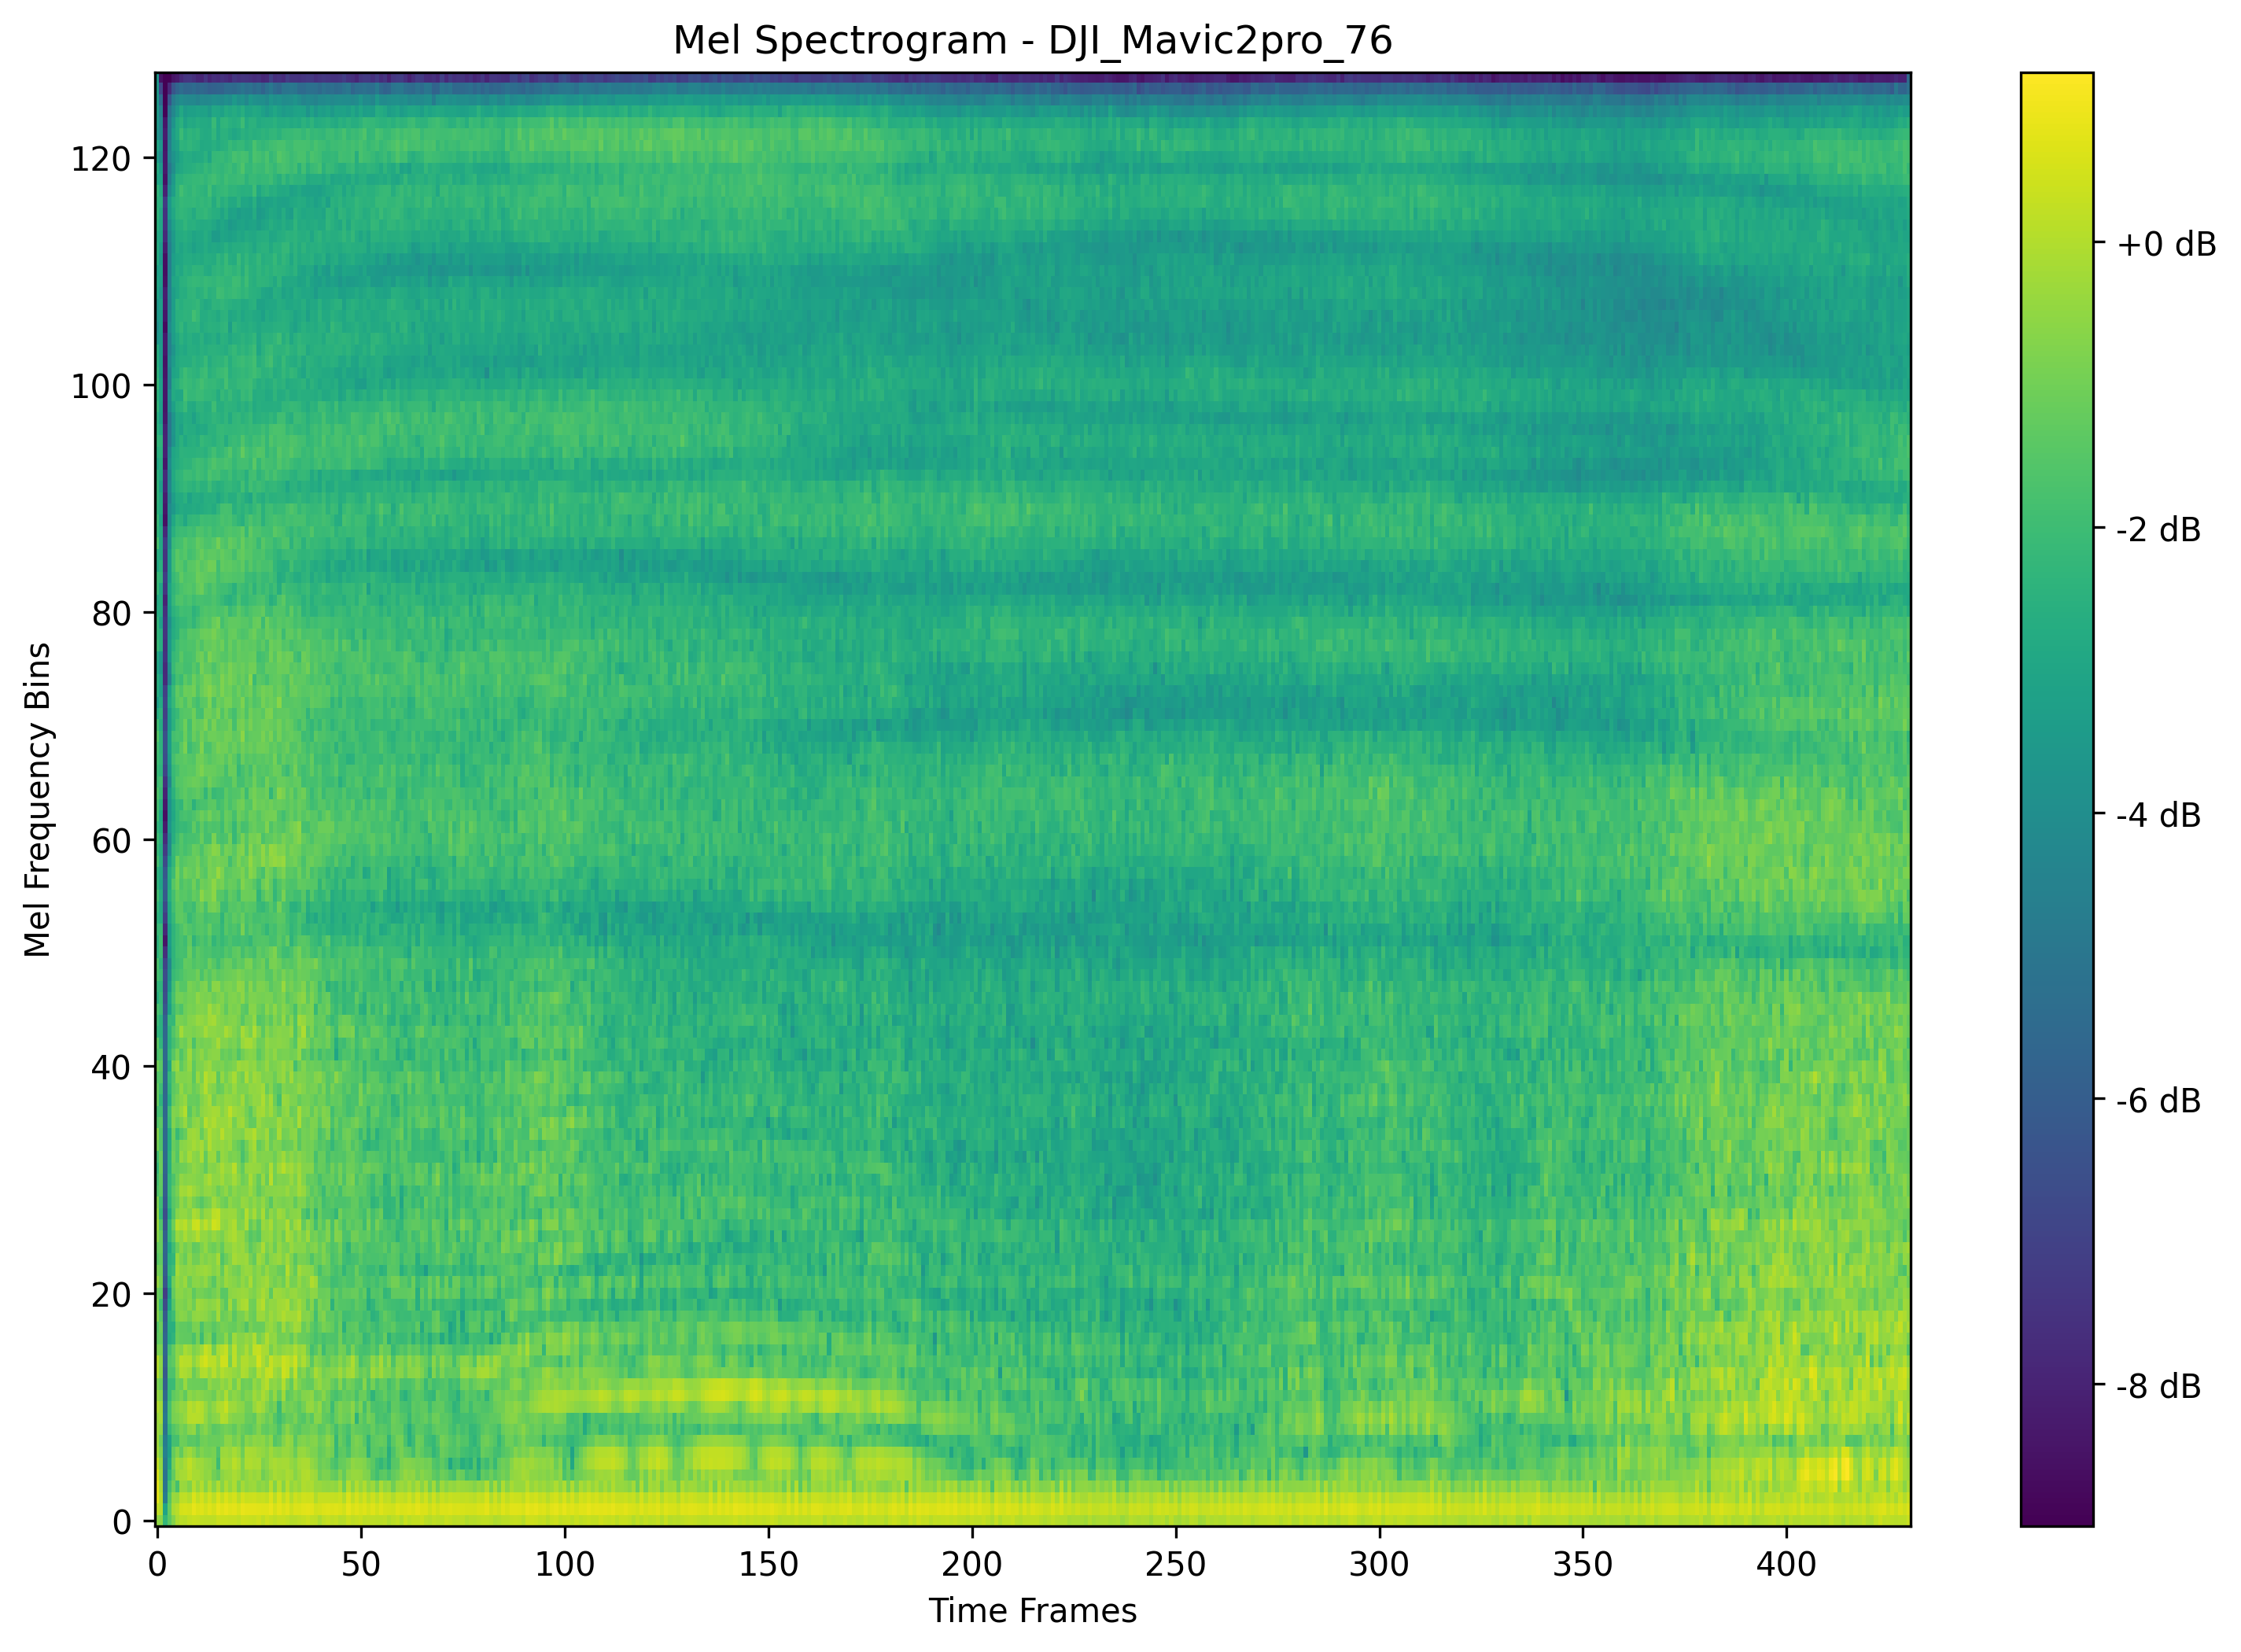 Mel Spectrogram - DJI_Mavic2pro_76
120
100
80
60
40
20
0
Mel Frequency Bins
0 50 100 150 200 250 300 350 400
Time Frames
+0 dB
-2 dB
-4 dB
-6 dB
-8 dB